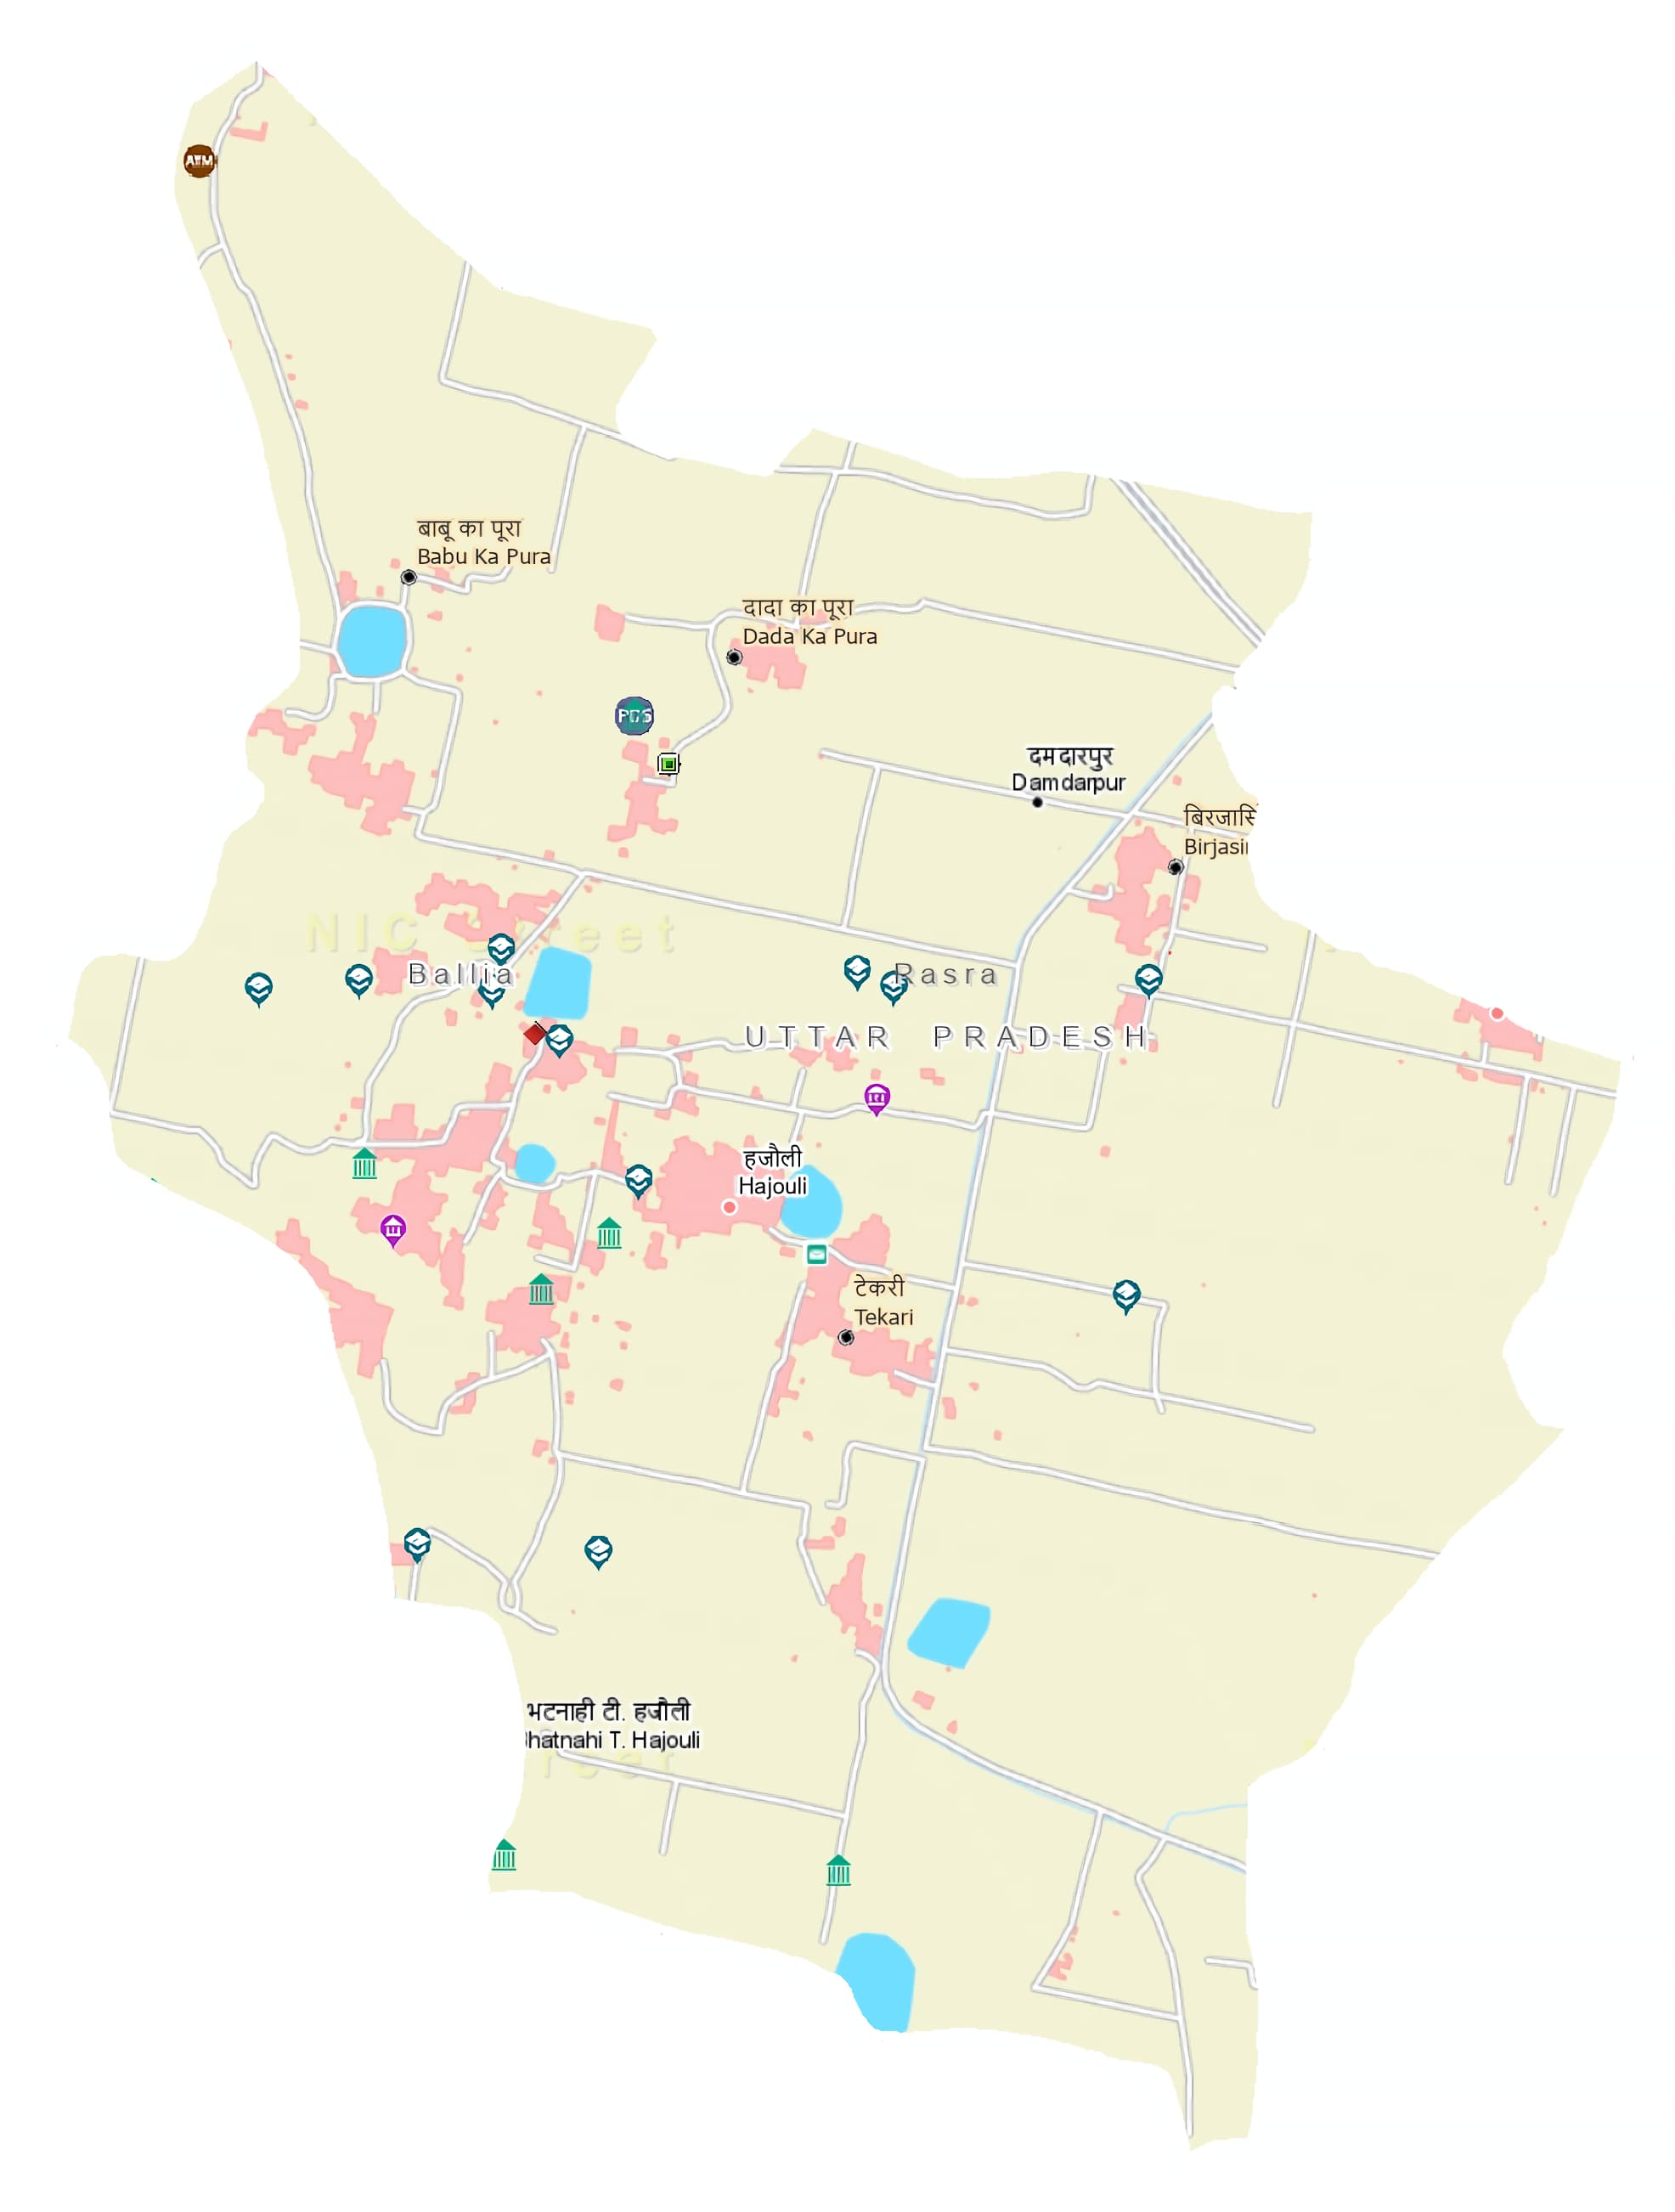 ATM
बाबू का पूरा
Babu Ka Pura
दादा का पूरा
Dada Ka Pura
PDS
दमदारपुर
Damdarpur
बिरजासि
Birjasi
NIC Street
Ballia
Rasra
UTTAR PRADESH
हजौली
Hajouli
टेकरी
Tekari
भटनाही टी. हजौली
Bhatnahi T. Hajouli